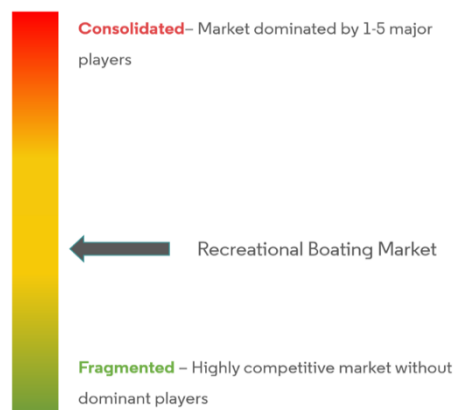 Consolidated– Market dominated by 1-5 major
players
Recreational Boating Market
Fragmented – Highly competitive market without
dominant players